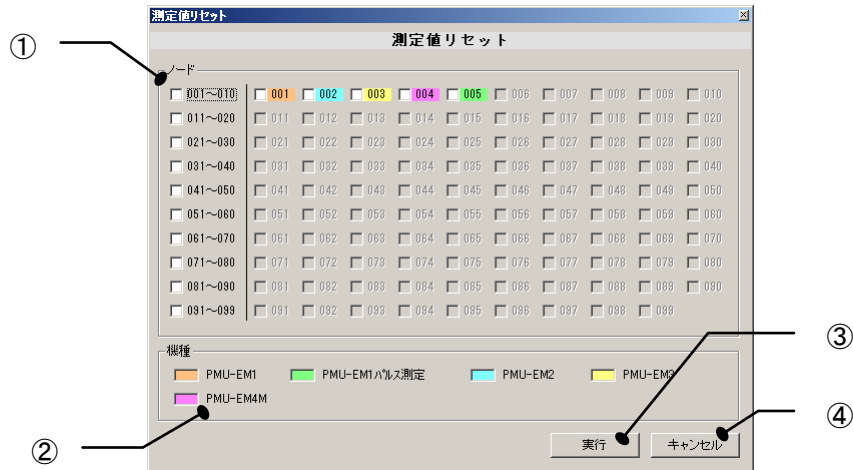 測定値リセット
測定値リセット
①
ノード
001～010 001 002 003 004 005 006 007 008 009 010
011～020 011 012 013 014 015 016 017 018 019 020
021～030 021 022 023 024 025 026 027 028 029 030
031～040 031 032 033 034 035 036 037 038 039 040
041～050 041 042 043 044 045 046 047 048 049 050
051～060 051 052 053 054 055 056 057 058 059 060
061～070 061 062 063 064 065 066 067 068 069 070
071～080 071 072 073 074 075 076 077 078 079 080
081～090 081 082 083 084 085 086 087 088 089 090
091～099 091 092 093 094 095 096 097 098 099
③
機種
PMU-EM1 PMU-EM1パルス測定 PMU-EM2 PMU-EM3
PMU-EM4M
④
②
実行 キャンセル